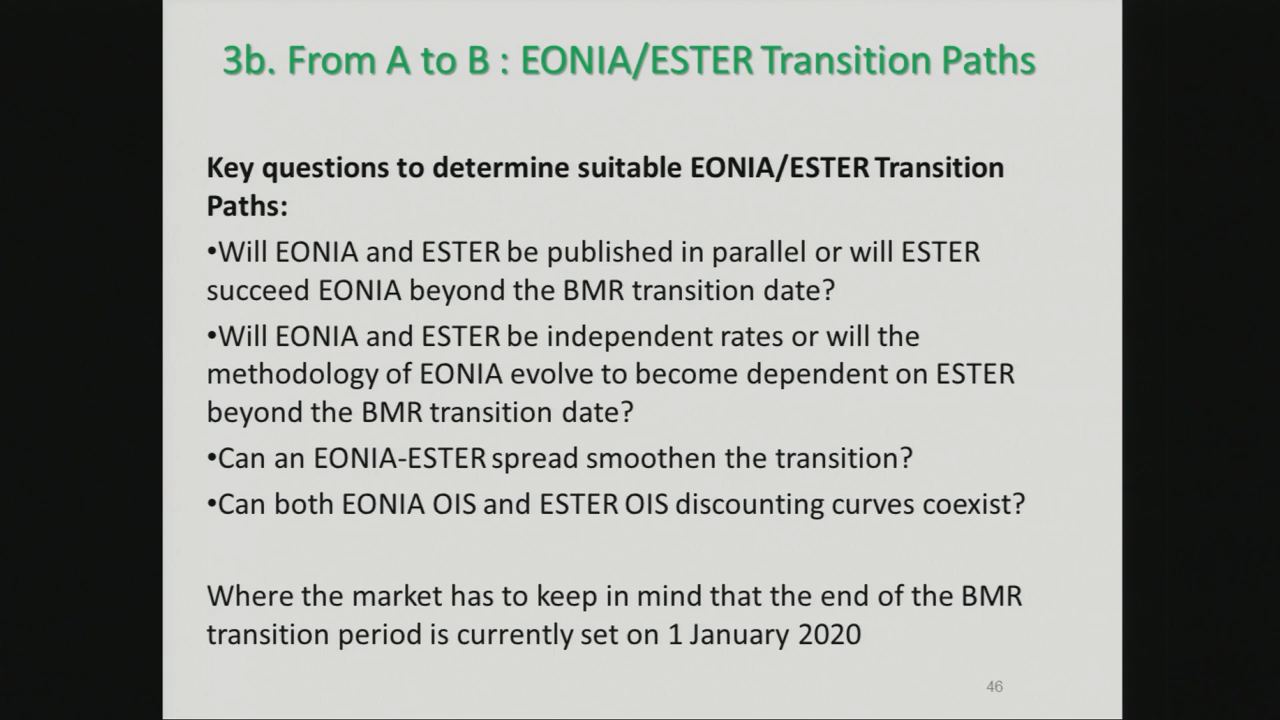 3b. From A to B : EONIA/ESTER Transition Paths
Key questions to determine suitable EONIA/ESTER Transition
Paths:
•Will EONIA and ESTER be published in parallel or will ESTER
succeed EONIA beyond the BMR transition date?
•Will EONIA and ESTER be independent rates or will the
methodology of EONIA evolve to become dependent on ESTER
beyond the BMR transition date?
•Can an EONIA-ESTER spread smoothen the transition?
•Can both EONIA OIS and ESTER OIS discounting curves coexist?
Where the market has to keep in mind that the end of the BMR
transition period is currently set on 1 January 2020
46